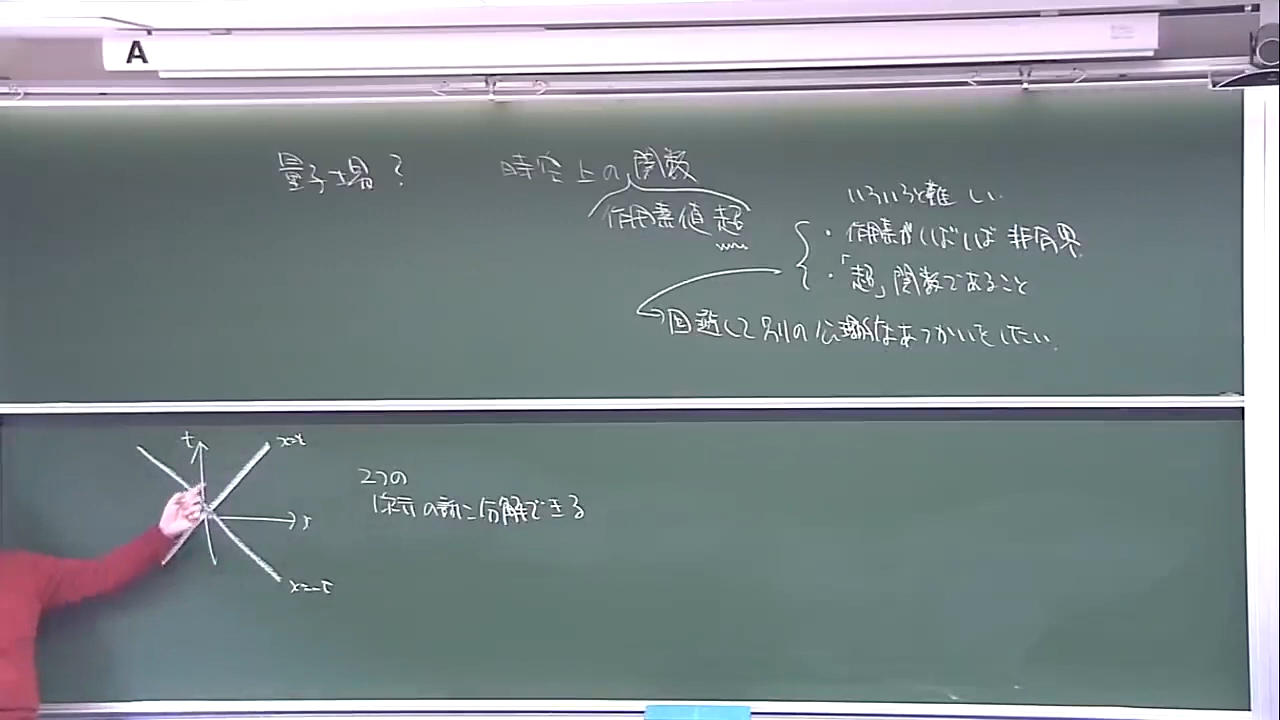 A
量子場?
時空上の関数
作用素値超
いろいろと難しい
・作用素がしばしば非有界
・「超」関数であること
回避して別の公理的なあつかいをしたい
t
x=t
x
x=-t
2つの
1次元の話に分解できる